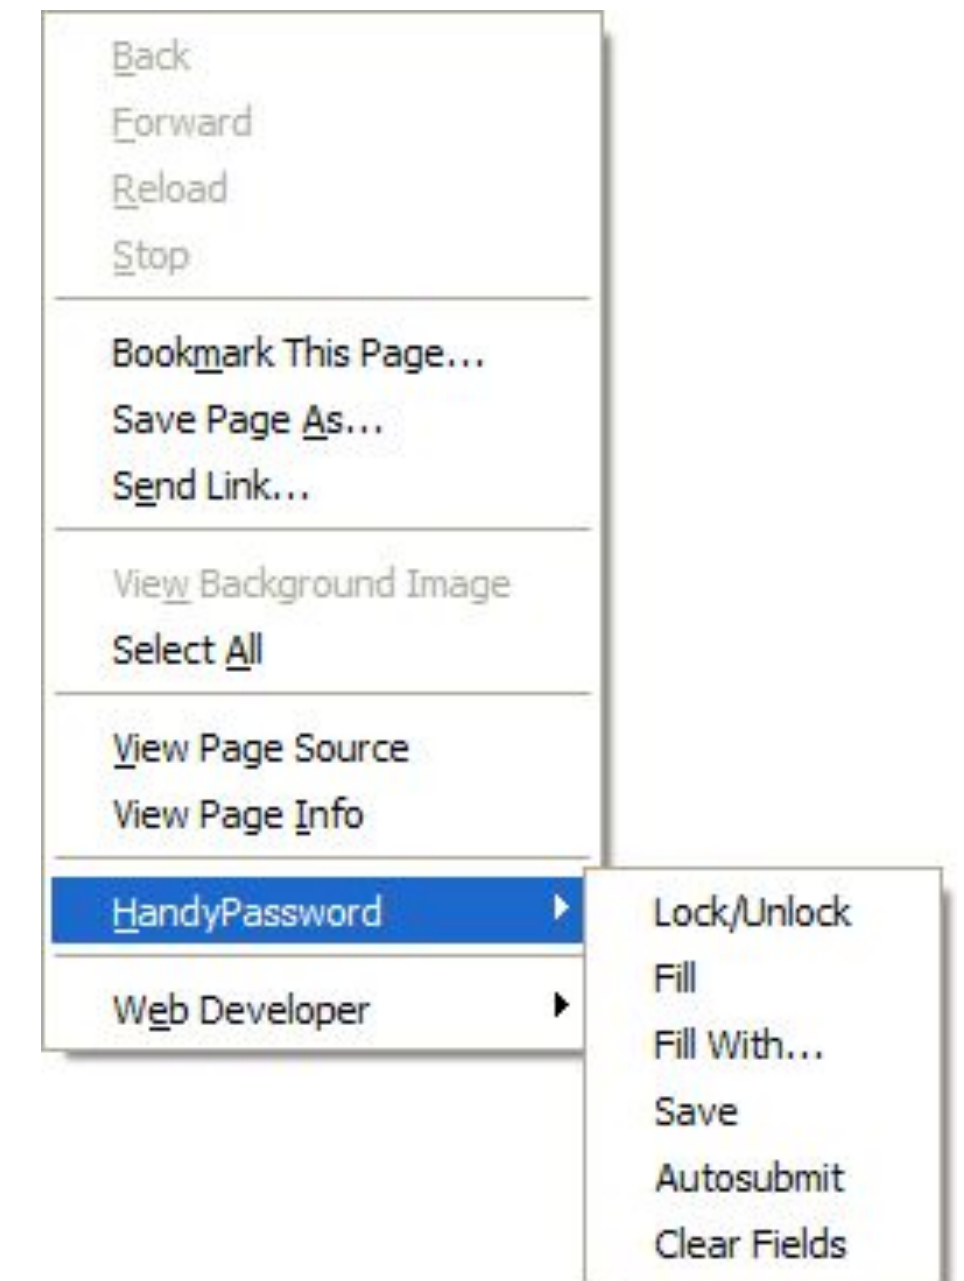 Back
Forward
Reload
Stop
Bookmark This Page...
Save Page As...
Send Link...
View Background Image
Select All
View Page Source
View Page Info
HandyPassword
Web Developer
Lock/Unlock
Fill
Fill With...
Save
Autosubmit
Clear Fields